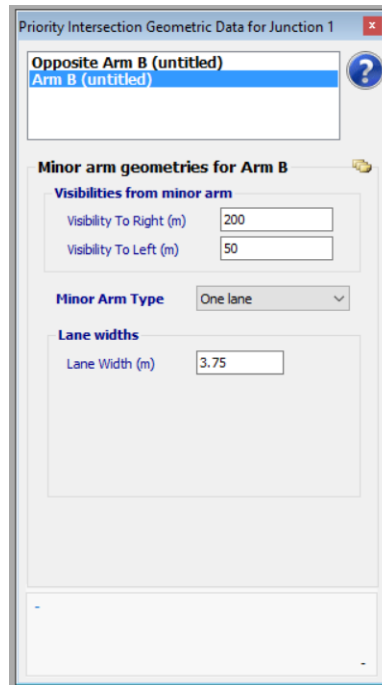 Priority Intersection Geometric Data for Junction 1 x
Opposite Arm B (untitled)
Arm B (untitled)
?
Minor arm geometries for Arm B
Visibilities from minor arm
Visibility To Right (m) 200
Visibility To Left (m) 50
Minor Arm Type One lane
Lane widths
Lane Width (m) 3.75
-
-